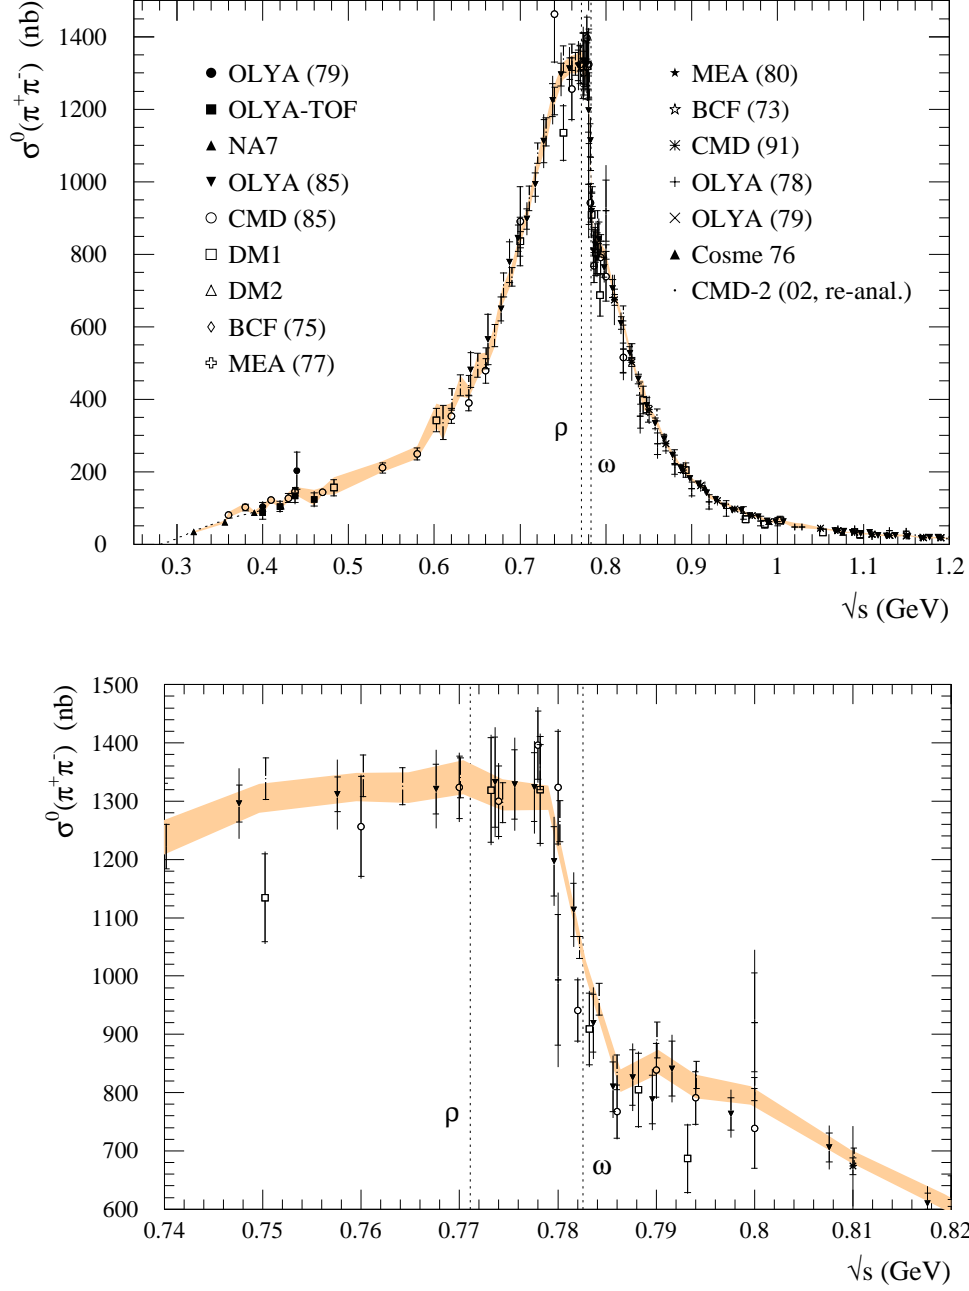 σ⁰(π⁺π⁻) (nb)
1400
1200
1000
800
600
400
200
0
OLYA (79)
OLYA-TOF
NA7
OLYA (85)
CMD (85)
DM1
DM2
BCF (75)
MEA (77)
MEA (80)
BCF (73)
CMD (91)
OLYA (78)
OLYA (79)
Cosme 76
CMD-2 (02, re-anal.)
ρ
ω
0.3 0.4 0.5 0.6 0.7 0.8 0.9 1 1.1 1.2
√s (GeV)
σ⁰(π⁺π⁻) (nb)
1500
1400
1300
1200
1100
1000
900
800
700
600
ρ
ω
0.74 0.75 0.76 0.77 0.78 0.79 0.8 0.81 0.82
√s (GeV)